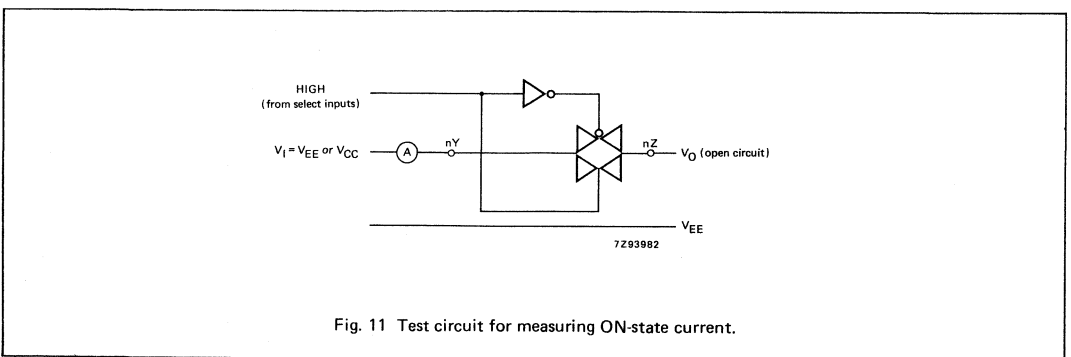 HIGH
(from select inputs)
V_I = V_EE or V_CC
A
nY
nZ
V_O (open circuit)
V_EE
7Z93982
Fig. 11 Test circuit for measuring ON-state current.